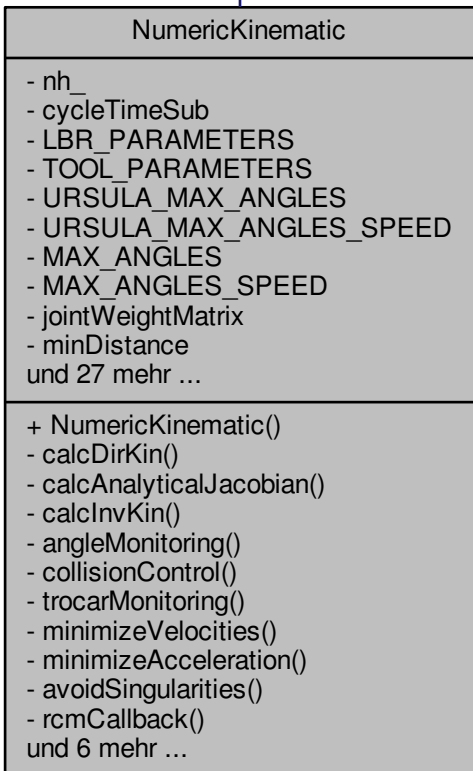 NumericKinematic
- nh_
- cycleTimeSub
- LBR_PARAMETERS
- TOOL_PARAMETERS
- URSULA_MAX_ANGLES
- URSULA_MAX_ANGLES_SPEED
- MAX_ANGLES
- MAX_ANGLES_SPEED
- jointWeightMatrix
- minDistance
und 27 mehr ...
+ NumericKinematic()
- calcDirKin()
- calcAnalyticalJacobian()
- calcInvKin()
- angleMonitoring()
- collisionControl()
- trocarMonitoring()
- minimizeVelocities()
- minimizeAcceleration()
- avoidSingularities()
- rcmCallback()
und 6 mehr ...